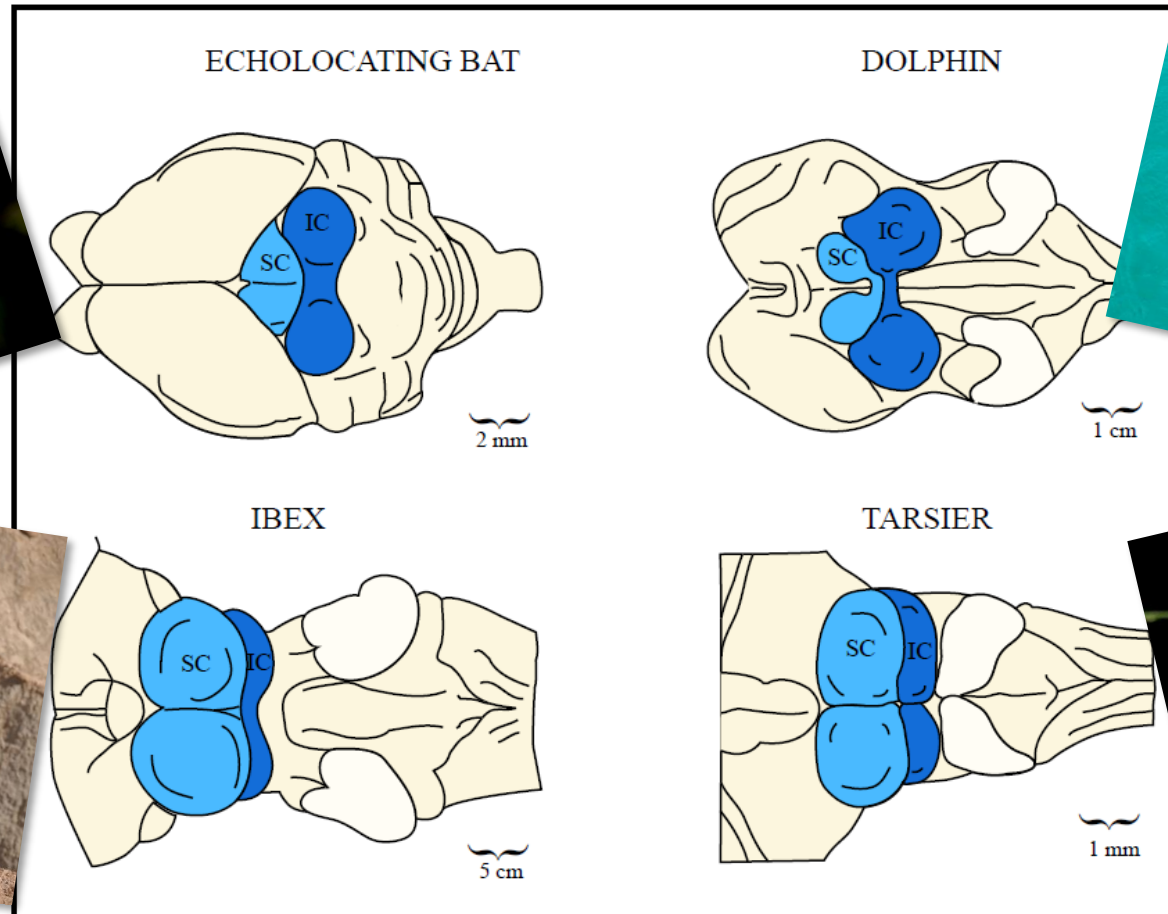 ECHOLOCATING BAT
IC
SC
2 mm
DOLPHIN
IC
SC
1 cm
IBEX
SC
IC
5 cm
TARSIER
SC
IC
1 mm